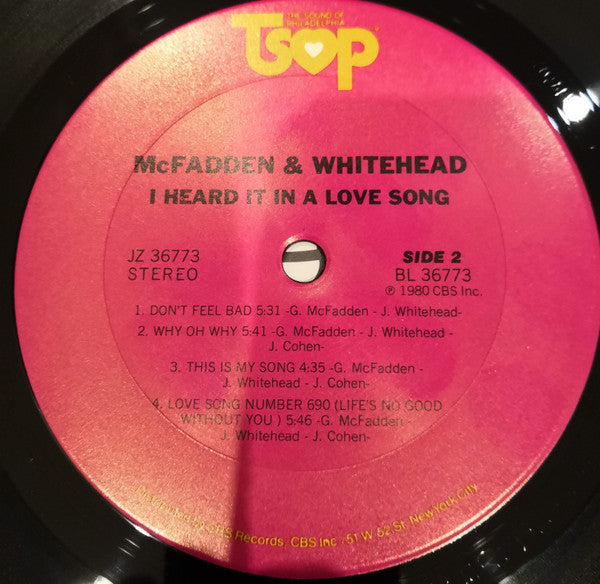 THE SOUND OF
PHILADELPHIA
TSOP
McFADDEN & WHITEHEAD
I HEARD IT IN A LOVE SONG
JZ 36773
STEREO
SIDE 2
BL 36773
℗ 1980 CBS Inc.
1. DON'T FEEL BAD 5:31 -G. McFadden - J. Whitehead-
2. WHY OH WHY 5:41 -G. McFadden - J. Whitehead -
J. Cohen-
3. THIS IS MY SONG 4:35 -G. McFadden -
J. Whitehead - J. Cohen-
4. LOVE SONG NUMBER 690 (LIFE'S NO GOOD
WITHOUT YOU ) 5:46 -G. McFadden-
J. Whitehead - J. Cohen-
by CBS Records, CBS Inc., 51 W 52 St. New York City